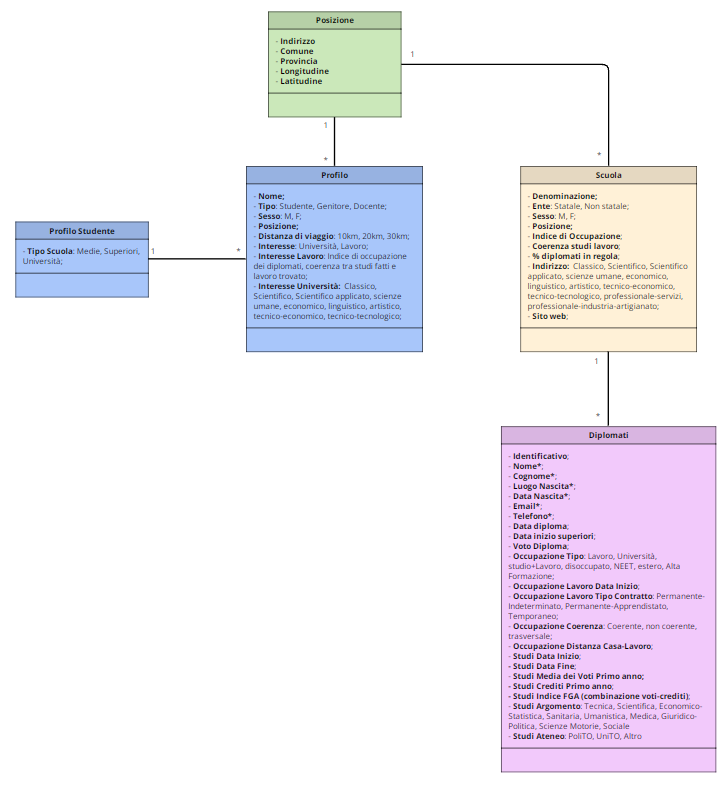 Posizione
- Indirizzo
- Comune
- Provincia
- Longitudine
- Latitudine
1
1
*
*
Profilo
- Nome;
- Tipo: Studente, Genitore, Docente;
- Sesso: M, F;
- Posizione;
- Distanza di viaggio: 10km, 20km, 30km;
- Interesse: Università, Lavoro;
- Interesse Lavoro: Indice di occupazione
dei diplomati, coerenza tra studi fatti e
lavoro trovato;
- Interesse Università: Classico,
Scientifico, Scientifico applicato, scienze
umane, economico, linguistico, artistico,
tecnico-economico, tecnico-tecnologico;
Scuola
- Denominazione;
- Ente: Statale, Non statale;
- Sesso: M, F;
- Posizione;
- Indice di Occupazione;
- Coerenza studi lavoro;
- % diplomati in regola;
- Indirizzo: Classico, Scientifico, Scientifico
applicato, scienze umane, economico,
linguistico, artistico, tecnico-economico,
tecnico-tecnologico, professionale-servizi,
professionale-industria-artigianato;
- Sito web;
Profilo Studente
- Tipo Scuola: Medie, Superiori,
Università;
1
*
1
*
Diplomati
- Identificativo;
- Nome*;
- Cognome*;
- Luogo Nascita*;
- Data Nascita*;
- Email*;
- Telefono*;
- Data diploma;
- Data inizio superiori;
- Voto Diploma;
- Occupazione Tipo: Lavoro, Università,
studio+Lavoro, disoccupato, NEET, estero, Alta
Formazione;
- Occupazione Lavoro Data Inizio;
- Occupazione Lavoro Tipo Contratto: Permanente-
Indeterminato, Permanente-Apprendistato,
Temporaneo;
- Occupazione Coerenza: Coerente, non coerente,
trasversale;
- Occupazione Distanza Casa-Lavoro;
- Studi Data Inizio;
- Studi Data Fine;
- Studi Media dei Voti Primo anno;
- Studi Crediti Primo anno;
- Studi Indice FGA (combinazione voti-crediti);
- Studi Argomento: Tecnica, Scientifica, Economico-
Statistica, Sanitaria, Umanistica, Medica, Giuridico-
Politica, Scienze Motorie, Sociale
- Studi Ateneo: PoliTO, UniTO, Altro